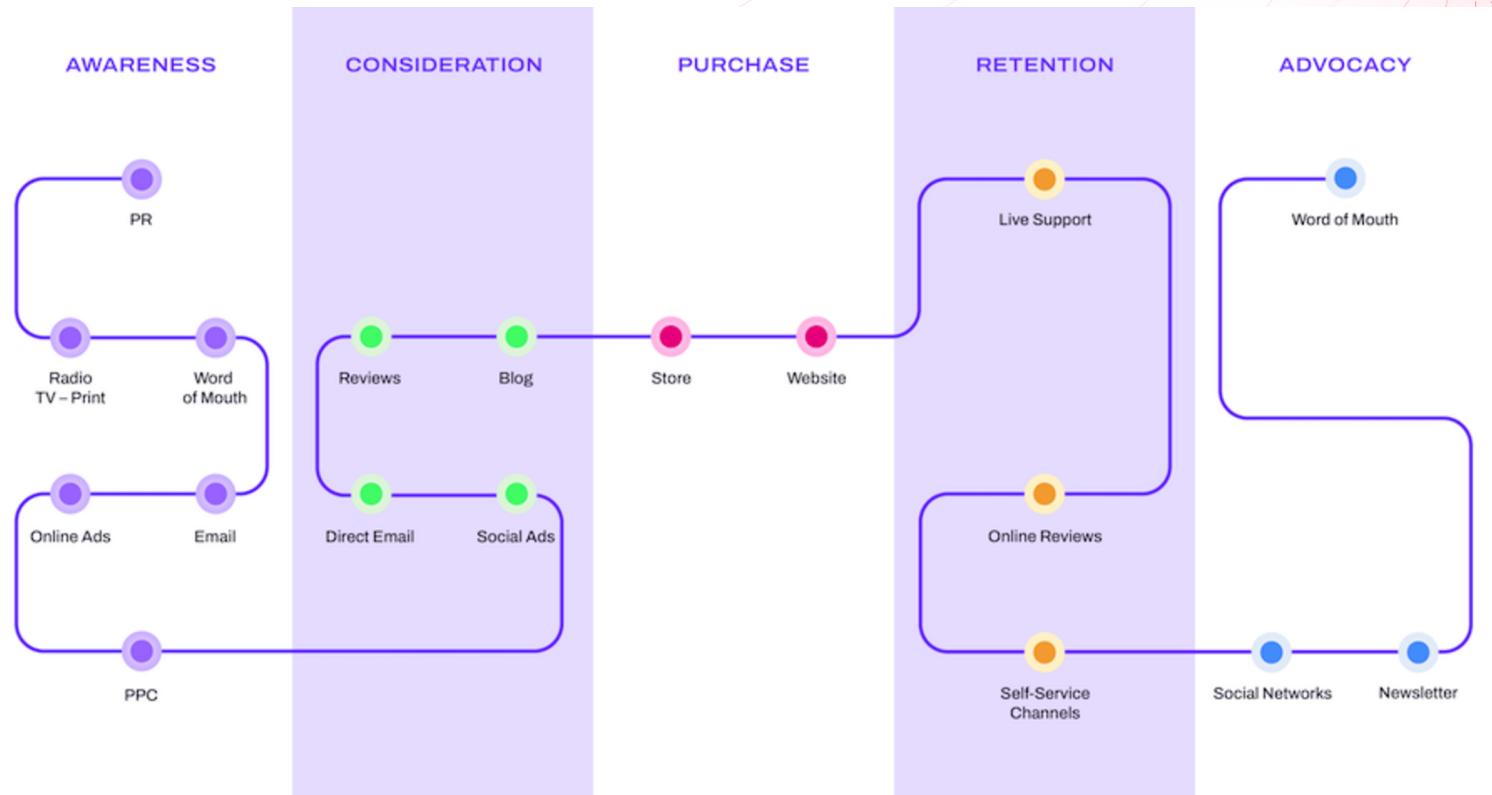 AWARENESS
CONSIDERATION
PURCHASE
RETENTION
ADVOCACY
PR
Live Support
Word of Mouth
Radio
TV – Print
Word
of Mouth
Reviews
Blog
Store
Website
Online Ads
Email
Direct Email
Social Ads
Online Reviews
PPC
Self-Service
Channels
Social Networks
Newsletter